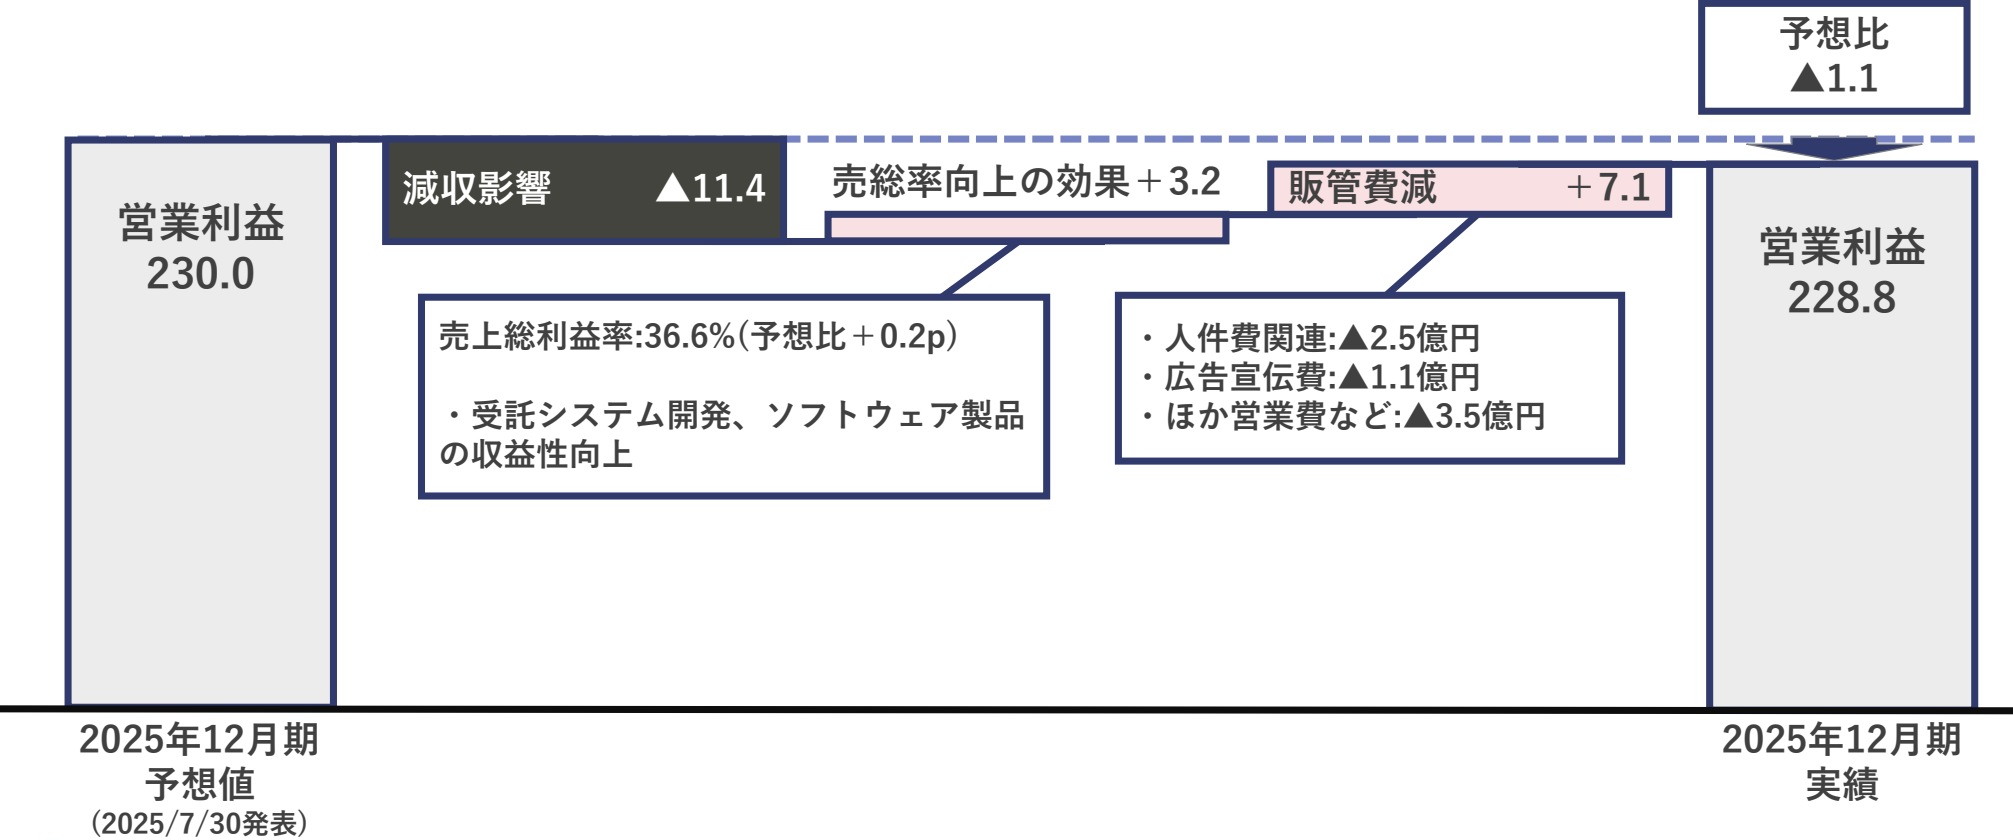 予想比
▲1.1
営業利益
230.0
減収影響 ▲11.4
売総率向上の効果＋3.2
販管費減 ＋7.1
営業利益
228.8
売上総利益率:36.6%(予想比＋0.2p)
・受託システム開発、ソフトウェア製品
の収益性向上
・人件費関連:▲2.5億円
・広告宣伝費:▲1.1億円
・ほか営業費など:▲3.5億円
2025年12月期
予想値
(2025/7/30発表)
2025年12月期
実績